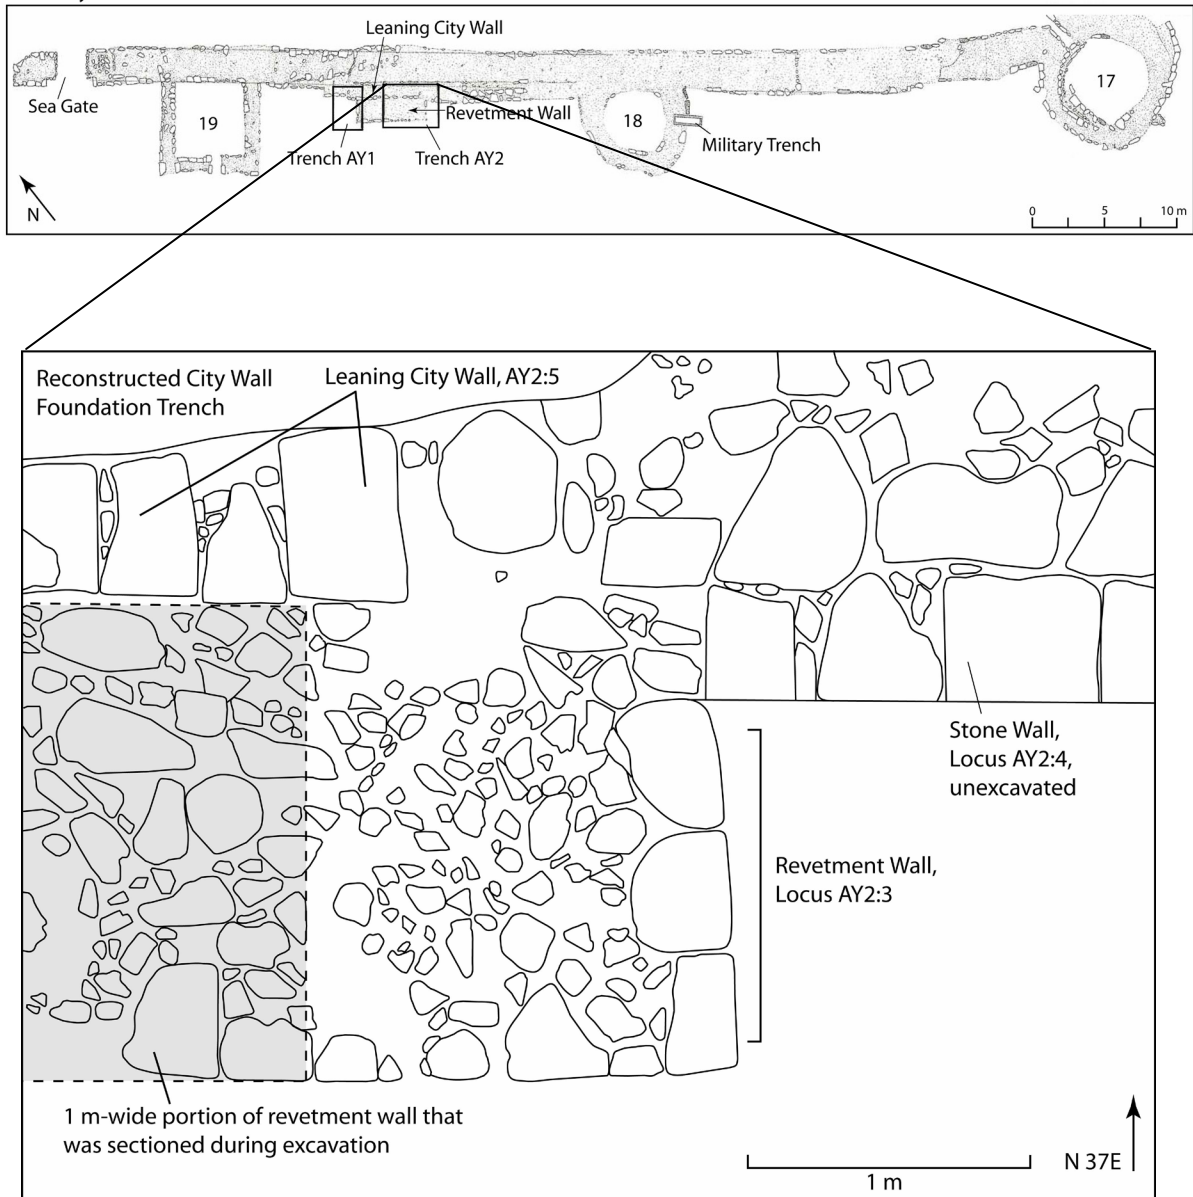 Leaning City Wall
Sea Gate
19
Revetment Wall
18
17
Trench AY1
Trench AY2
Military Trench
N
0 5 10 m
Reconstructed City Wall
Foundation Trench
Leaning City Wall, AY2:5
Stone Wall,
Locus AY2:4,
unexcavated
Revetment Wall,
Locus AY2:3
1 m-wide portion of revetment wall that
was sectioned during excavation
N 37E
1 m